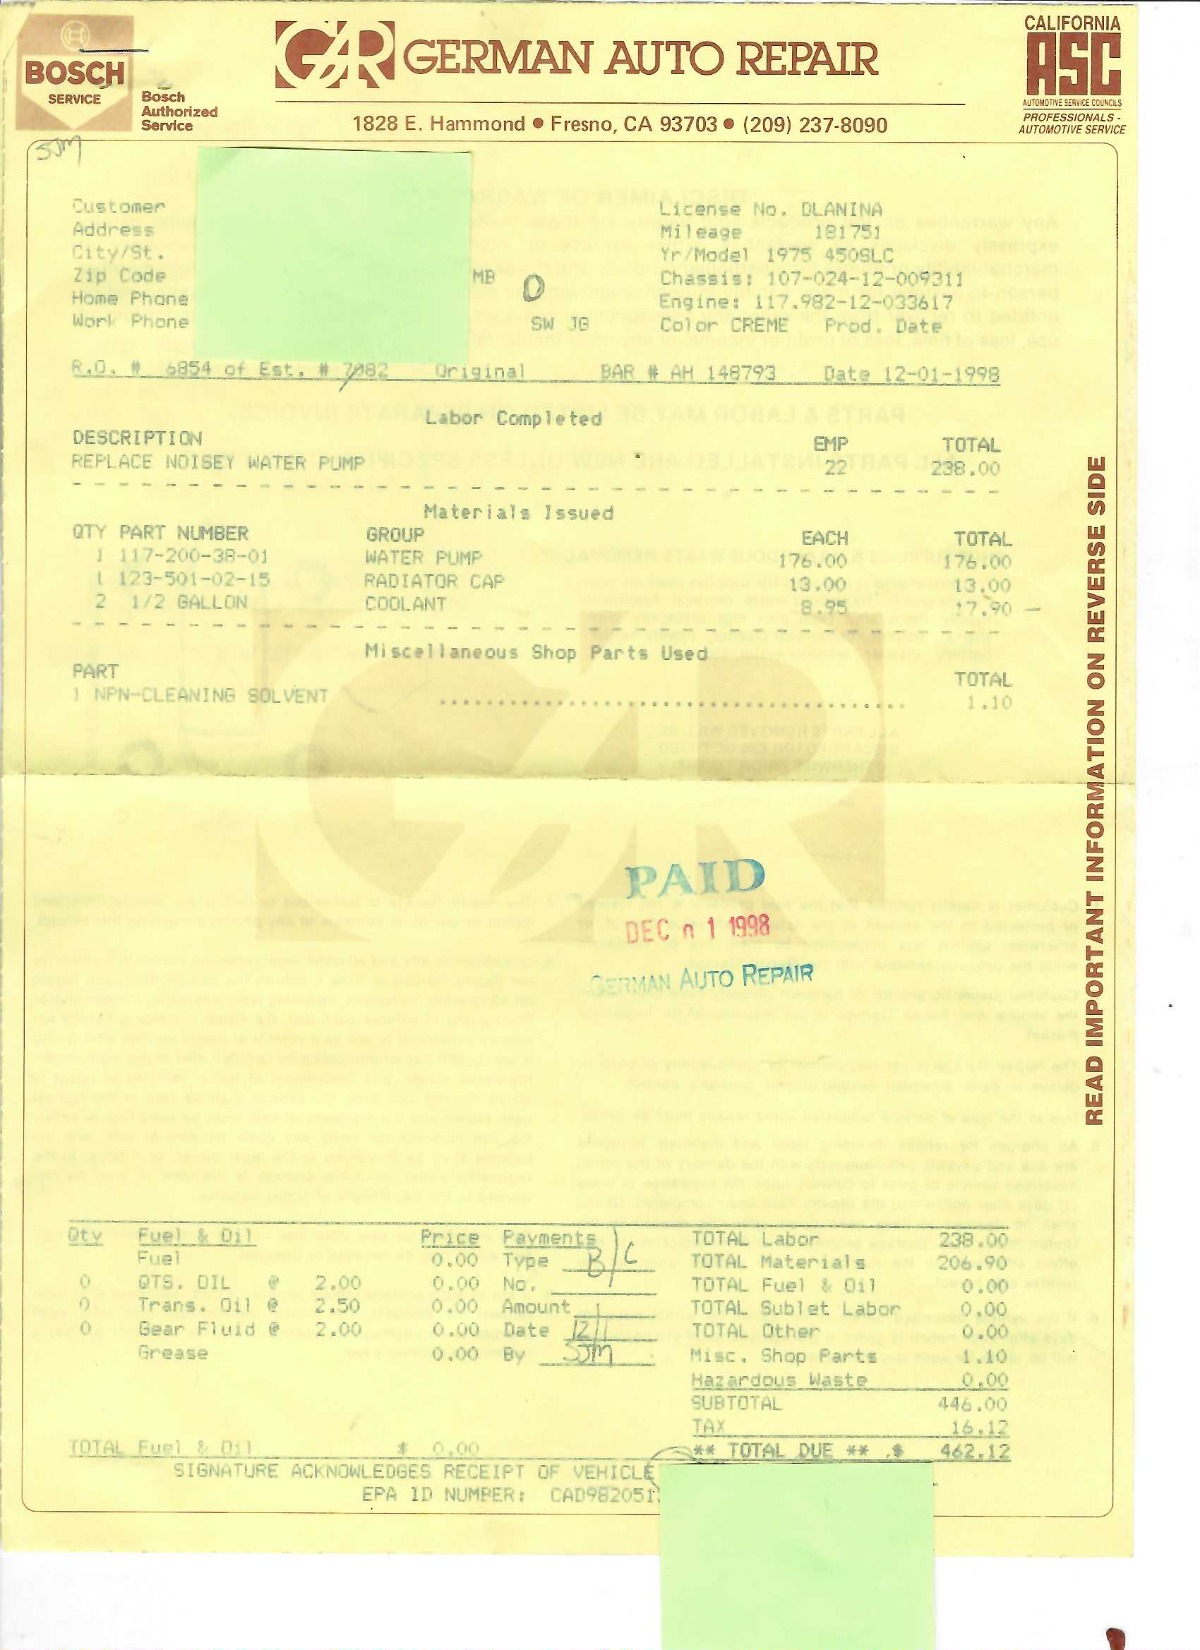 BOSCH
SERVICE
Bosch
Authorized
Service
GAR GERMAN AUTO REPAIR
1828 E. Hammond • Fresno, CA 93703 • (209) 237-8090
CALIFORNIA
ASC
AUTOMOTIVE SERVICE COUNCILS
PROFESSIONALS -
AUTOMOTIVE SERVICE
SJM
Customer
Address
City/St.
Zip Code
Home Phone
Work Phone
MB
O
SW JG
License No. DLANINA
Mileage 181751
Yr/Model 1975 450SLC
Chassis: 107-024-12-009311
Engine: 117.982-12-033617
Color CREME Prod. Date
R.O. # 6854 of Est. # 7082 Original BAR # AH 148793 Date 12-01-1998
Labor Completed
DESCRIPTION EMP TOTAL
REPLACE NOISEY WATER PUMP 22 238.00
Materials Issued
QTY PART NUMBER GROUP EACH TOTAL
1 117-200-38-01 WATER PUMP 176.00 176.00
1 123-501-02-15 RADIATOR CAP 13.00 13.00
2 1/2 GALLON COOLANT 8.95 17.90
Miscellaneous Shop Parts Used
PART TOTAL
1 NPN-CLEANING SOLVENT 1.10
READ IMPORTANT INFORMATION ON REVERSE SIDE
PAID
DEC 01 1998
GERMAN AUTO REPAIR
Qty Fuel & Oil Price
Fuel 0.00
0 QTS. OIL @ 2.00 0.00
0 Trans. Oil @ 2.50 0.00
0 Gear Fluid @ 2.00 0.00
Grease 0.00
TOTAL Fuel & Oil $ 0.00
Payments
Type B/C
No.
Amount
Date 12/1
By SJM
TOTAL Labor 238.00
TOTAL Materials 206.90
TOTAL Fuel & Oil 0.00
TOTAL Sublet Labor 0.00
TOTAL Other 0.00
Misc. Shop Parts 1.10
Hazardous Waste 0.00
SUBTOTAL 446.00
TAX 16.12
** TOTAL DUE ** .$ 462.12
SIGNATURE ACKNOWLEDGES RECEIPT OF VEHICLE
EPA ID NUMBER: CAD982051